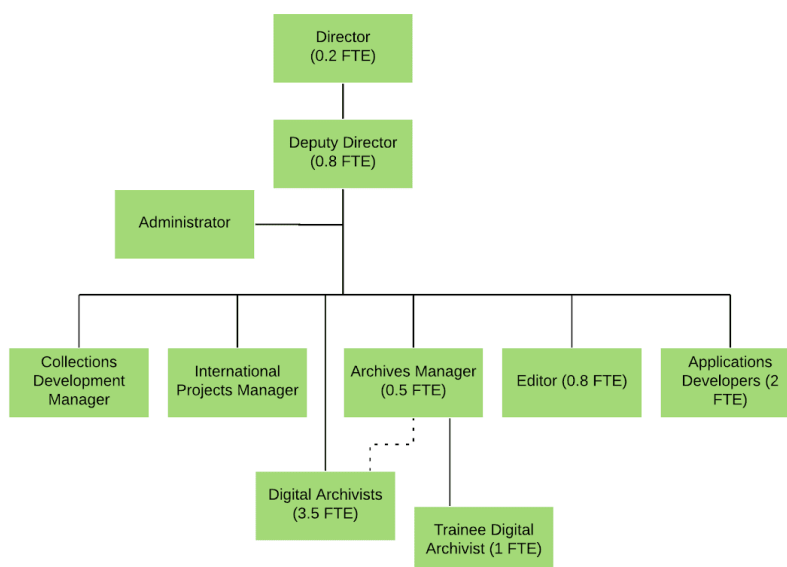 Director
(0.2 FTE)
Deputy Director
(0.8 FTE)
Administrator
Collections
Development
Manager
International
Projects Manager
Archives Manager
(0.5 FTE)
Editor (0.8 FTE)
Applications
Developers (2
FTE)
Digital Archivists
(3.5 FTE)
Trainee Digital
Archivist (1 FTE)